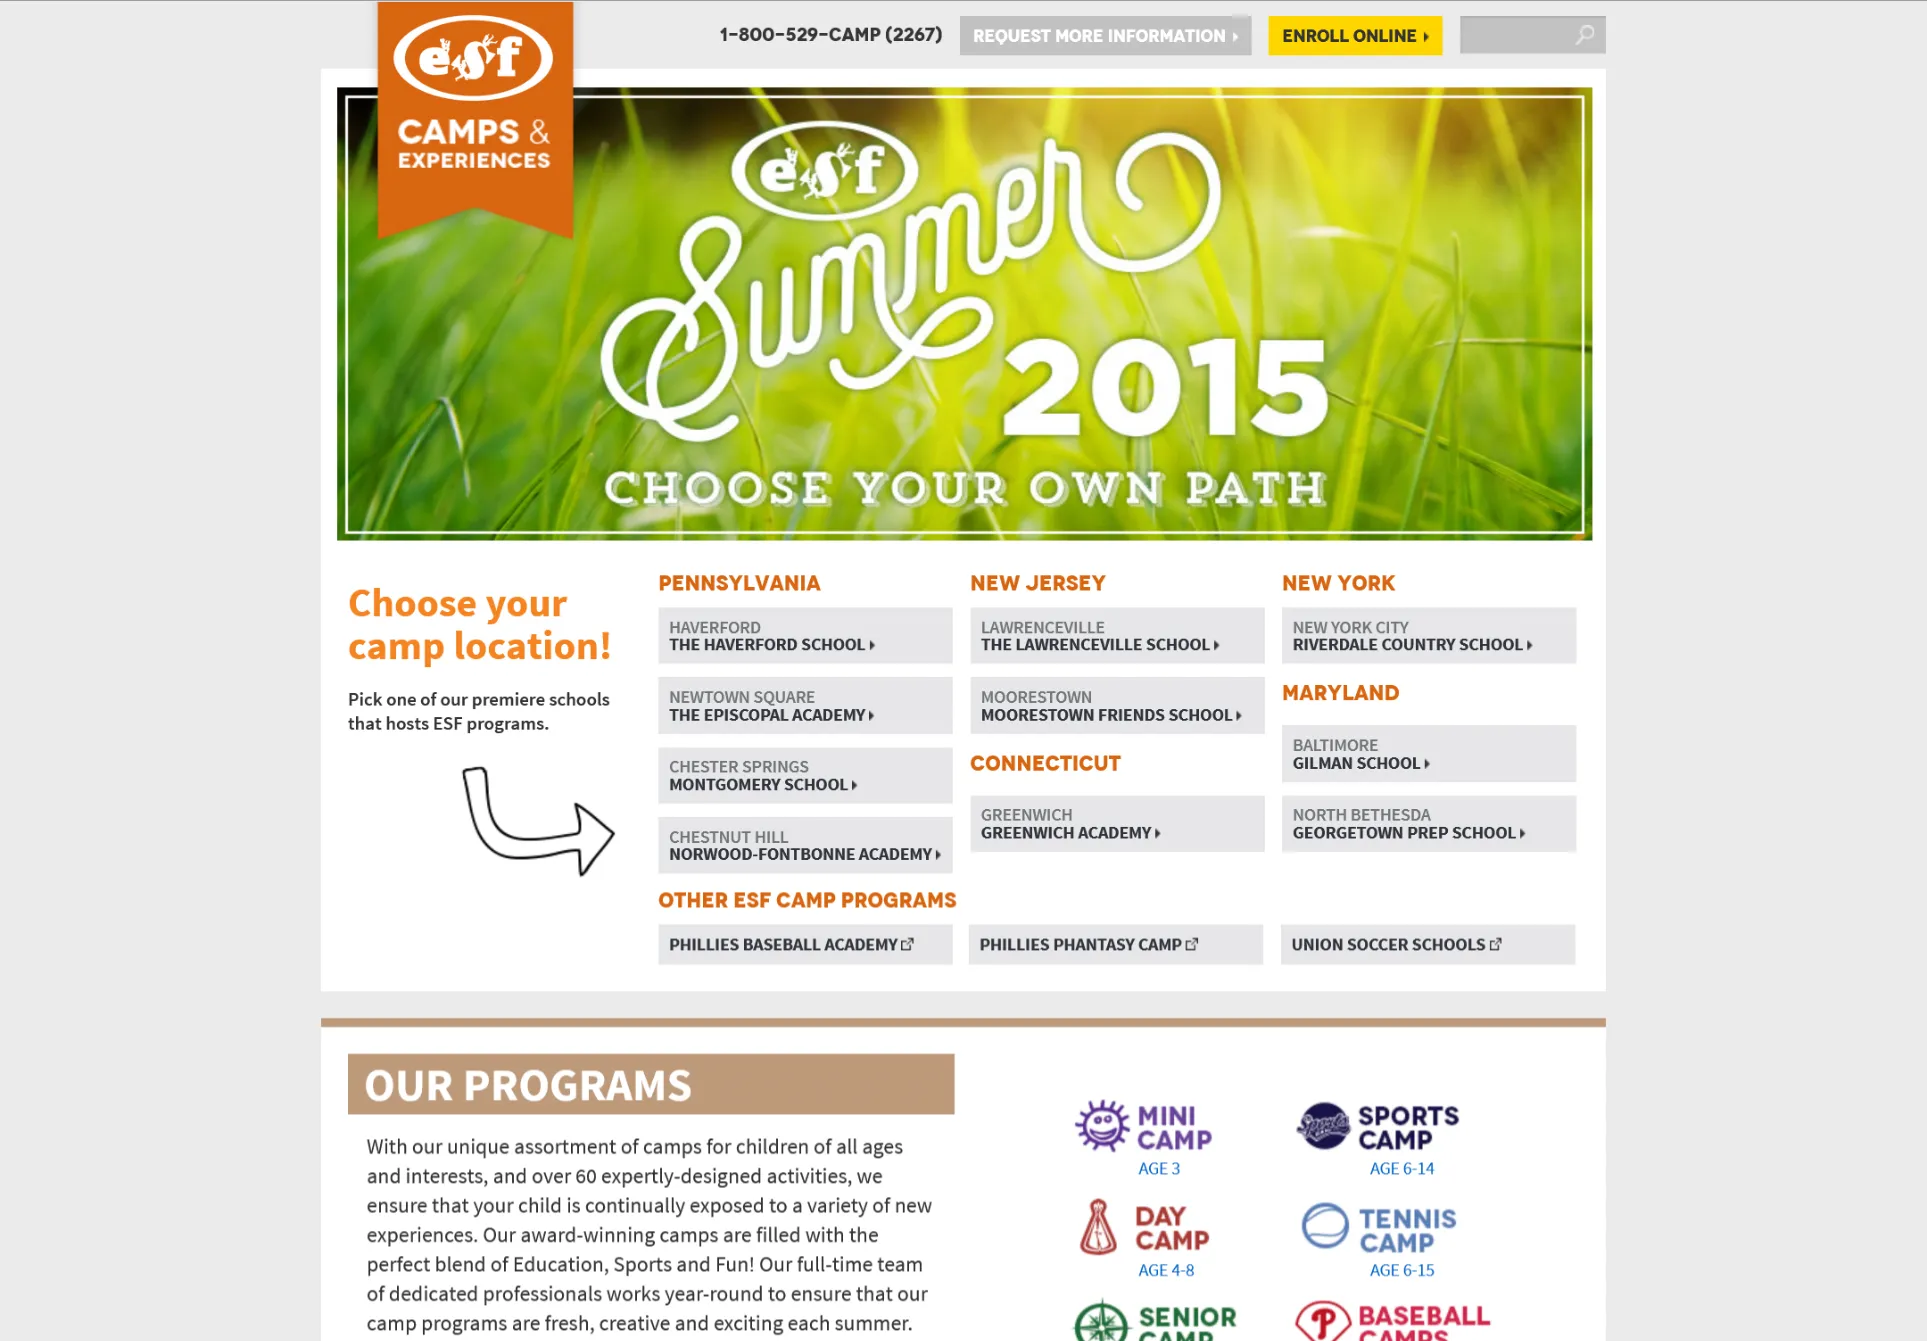 esf
CAMPS &
EXPERIENCES
1-800-529-CAMP (2267)
REQUEST MORE INFORMATION
ENROLL ONLINE
esf
Summer
2015
CHOOSE YOUR OWN PATH
Choose your
camp location!
Pick one of our premiere schools
that hosts ESF programs.
PENNSYLVANIA
HAVERFORD
THE HAVERFORD SCHOOL
NEWTOWN SQUARE
THE EPISCOPAL ACADEMY
CHESTER SPRINGS
MONTGOMERY SCHOOL
CHESTNUT HILL
NORWOOD-FONTBONNE ACADEMY
NEW JERSEY
LAWRENCEVILLE
THE LAWRENCEVILLE SCHOOL
MOORESTOWN
MOORESTOWN FRIENDS SCHOOL
CONNECTICUT
GREENWICH
GREENWICH ACADEMY
NEW YORK
NEW YORK CITY
RIVERDALE COUNTRY SCHOOL
MARYLAND
BALTIMORE
GILMAN SCHOOL
NORTH BETHESDA
GEORGETOWN PREP SCHOOL
OTHER ESF CAMP PROGRAMS
PHILLIES BASEBALL ACADEMY
PHILLIES PHANTASY CAMP
UNION SOCCER SCHOOLS
OUR PROGRAMS
With our unique assortment of camps for children of all ages
and interests, and over 60 expertly-designed activities, we
ensure that your child is continually exposed to a variety of new
experiences. Our award-winning camps are filled with the
perfect blend of Education, Sports and Fun! Our full-time team
of dedicated professionals works year-round to ensure that our
camp programs are fresh, creative and exciting each summer.
MINI
CAMP
AGE 3
Sports
SPORTS
CAMP
AGE 6-14
DAY
CAMP
AGE 4-8
TENNIS
CAMP
AGE 6-15
SENIOR
CAMP
P
BASEBALL
CAMPS